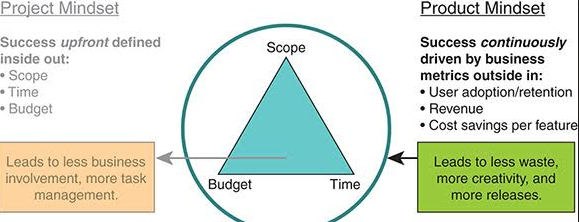 Project Mindset
Success upfront defined
inside out:
• Scope
• Time
• Budget
Leads to less business
involvement, more task
management.
Scope
Budget
Time
Product Mindset
Success continuously
driven by business
metrics outside in:
• User adoption/retention
• Revenue
• Cost savings per feature
Leads to less waste,
more creativity, and
more releases.